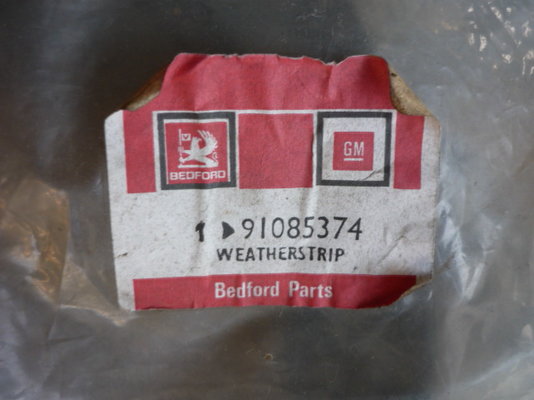 BEDFORD
GM
1 ▶91085374
WEATHERSTRIP
Bedford Parts